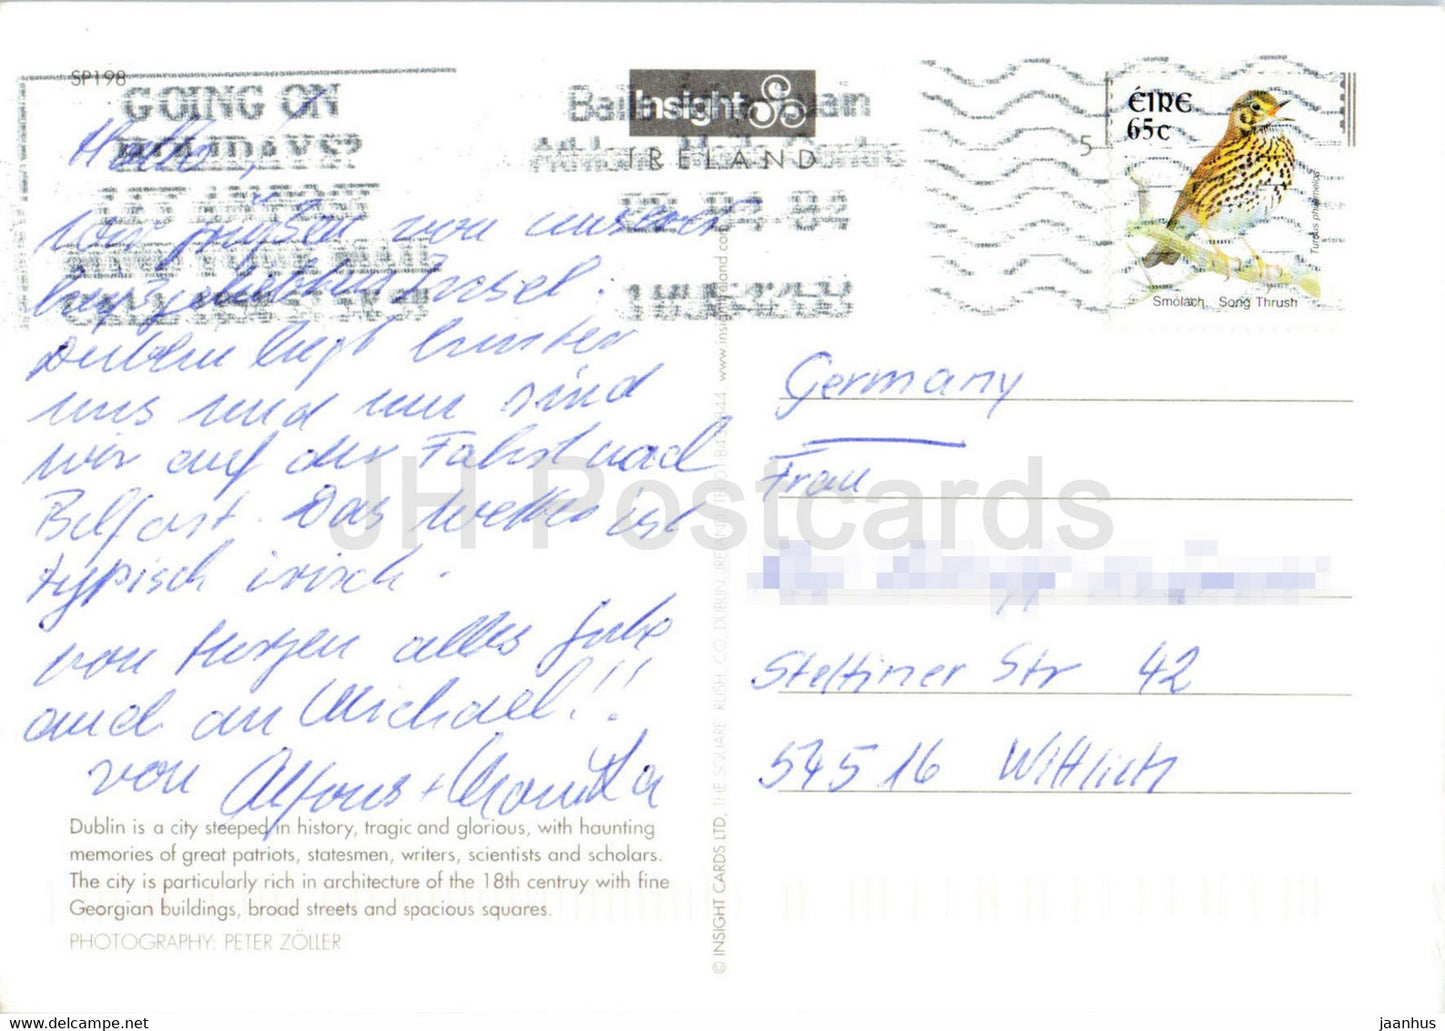 SP198
GOING ON
HOLIDAYS?
Insight
IRELAND
5
ÉIRE
65c
Turdus philomelos
Smólach Song Thrush
Hallo,
wir grüßen von unserer
Insel.
Dublin liegt hinter
uns und nun sind
wir auf der Fahrt nach
Belfast. Das Wetter ist
typisch irisch.
von Herzen alles Gute
auch an Michael!!
von Alfons + Monika
Germany
Frau
Stettiner Str 42
54516 Wittlich
JH Postcards
Dublin is a city steeped in history, tragic and glorious, with haunting
memories of great patriots, statesmen, writers, scientists and scholars.
The city is particularly rich in architecture of the 18th centruy with fine
Georgian buildings, broad streets and spacious squares.
PHOTOGRAPHY: PETER ZÖLLER
© INSIGHT CARDS LTD, THE SQUARE, RUSH, CO. DUBLIN, IRELAND. www.insightireland.com
www.delcampe.net
jaanhus